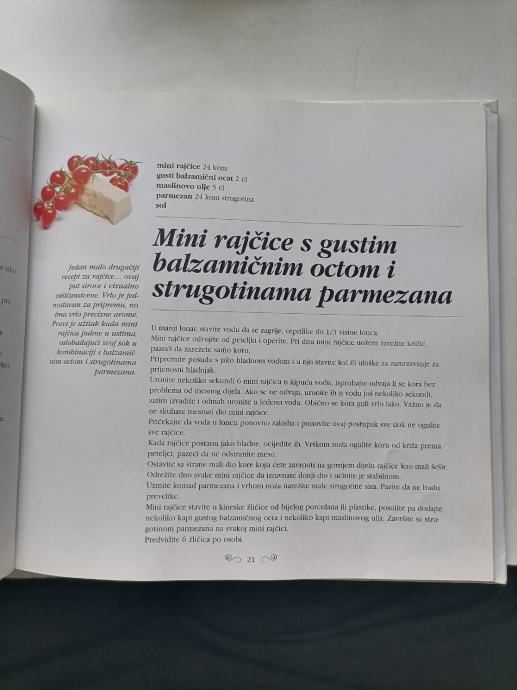 mini rajčice 24 kom
gusti balzamični ocat 2 cl
maslinovo ulje 5 cl
parmezan 24 kom strugotina
sol
Mini rajčice s gustim
balzamičnim octom i
strugotinama parmezana
Jedan malo drugačiji
recept za rajčice... ovaj
put sirove i vizualno
veličanstvene. Vrlo je jed-
nostavan za pripremu, no
ima vrlo precizne arome.
Pravi je užitak kada mini
rajčica pukne u ustima,
oslobađajući svoj sok u
kombinaciji s balzamič-
nim octom i strugotinama
parmezana.
U manji lonac stavite vodu da se zagrije, otprilike do 1/3 visine lonca.
Mini rajčice odvojite od peteljki i operite. Pri dnu mini rajčice nožem zarežite križić,
pazeći da zarežete samo koru.
Pripremite posudu s jako hladnom vodom i u nju stavite led ili uloške za zamrzavanje za
prijenosni hladnjak.
Uronite nekoliko sekundi 6 mini rajčica u kipuću vodu, isprobajte odvaja li se kora bez
problema od mesnog dijela. Ako se ne odvaja, uronite ih u vodu još nekoliko sekundi,
zatim izvadite i odmah uronite u ledenu vodu. Obično se kora guli vrlo lako. Važno je da
ne skuhate mesnati dio mini rajčice.
Pričekajte da voda u loncu ponovno zakuha i ponovite ovaj postupak sve dok ne ogulite
sve rajčice.
Kada rajčice postanu jako hladne, ocijedite ih. Vrškom noža ogulite koru od križa prema
peteljci, pazeći da ne odstranite meso.
Ostavite sa strane mali dio kore koja ćete zavrnuti na gornjem dijelu rajčice kao mali šešir.
Odrežite dno svake mini rajčice da izravnate donji dio i učinite je stabilnom.
Uzmite komad parmezana i vrhom noža narežite male strugotine sira. Pazite da ne budu
prevelike.
Mini rajčice stavite u kineske žličice od bijelog porculana ili plastike, posolite pa dodajte
nekoliko kapi gustog balzamičnog octa i nekoliko kapi maslinovog ulja. Završite sa stru-
gotinom parmezana na svakoj mini rajčici.
Predvidite 6 žličica po osobi.
21